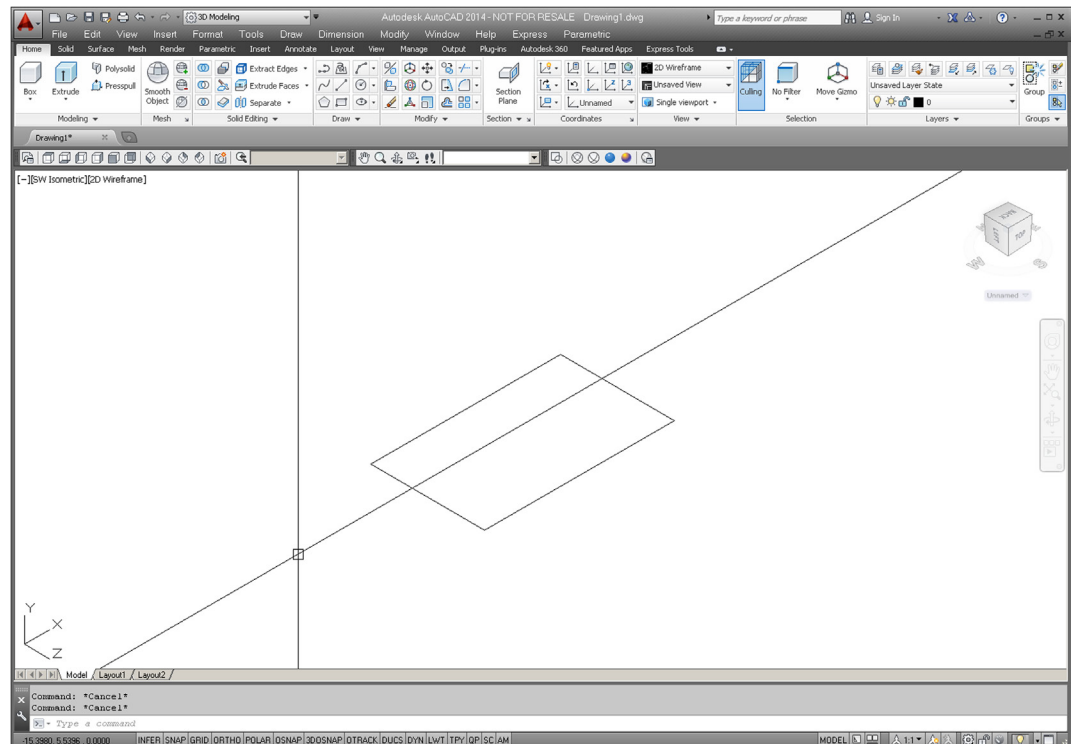 3D Modeling Autodesk AutoCAD 2014 - NOT FOR RESALE Drawing1.dwg Type a keyword or phrase Sign In
File Edit View Insert Format Tools Draw Dimension Modify Window Help Express Parametric
Home Solid Surface Mesh Render Parametric Insert Annotate Layout View Manage Output Plug-ins Autodesk 360 Featured Apps Express Tools
Polysolid Extract Edges 2D Wireframe
Presspull Extrude Faces Unsaved View Unsaved Layer State
Box Extrude Smooth Object Separate Section Plane Unnamed Single viewport Culling No Filter Move Gizmo 0 Group
Modeling Mesh Solid Editing Draw Modify Section Coordinates View Selection Layers Groups
Drawing1*
[-][SW Isometric][2D Wireframe]
BACK
LEFT TOP
W S
Unnamed
Y
X
Z
Model Layout1 Layout2
Command: *Cancel*
Command: *Cancel*
Type a command
-15.3980, 5.5396, 0.0000 INFER SNAP GRID ORTHO POLAR OSNAP 3DOSNAP OTRACK DUCS DYN LWT TPY QP SC AM MODEL 1:1